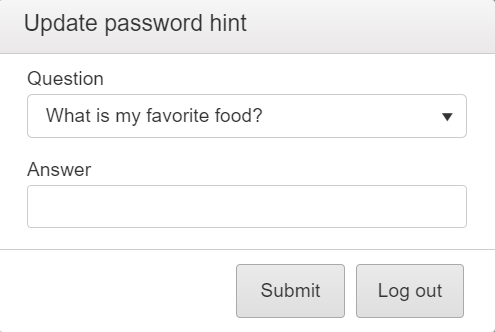 Update password hint
Question
What is my favorite food?
Answer
Submit Log out